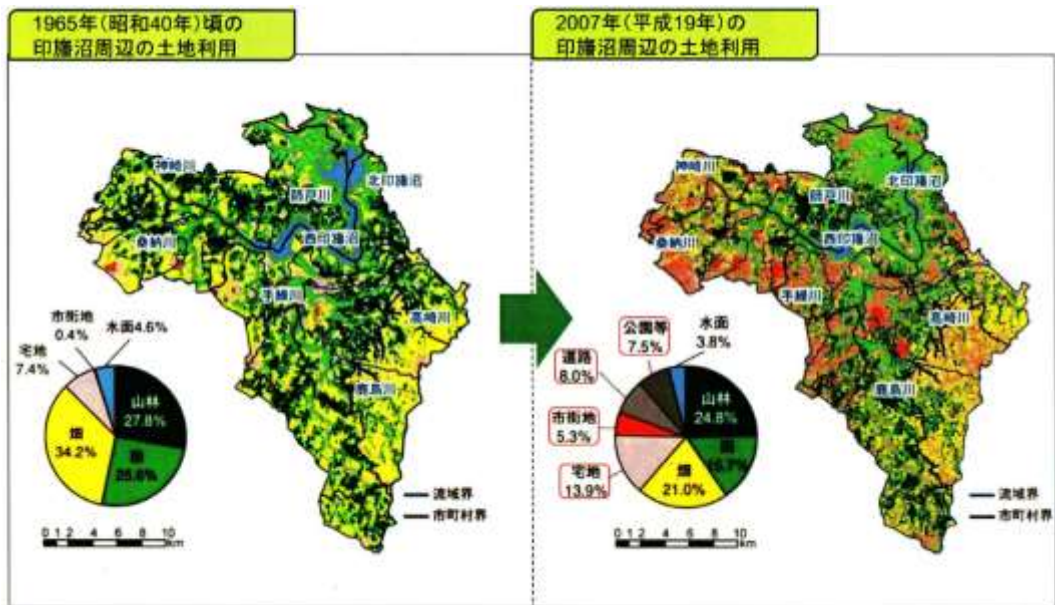 1965年(昭和40年)頃の
印旛沼周辺の土地利用
神崎川
師戸川
北印旛沼
桑納川
西印旛沼
手繰川
高崎川
鹿島川
市街地
0.4%
水面4.6%
宅地
7.4%
山林
27.8%
畑
34.2%
25.6%
流域界
市町村界
0 1 2 4 6 8 10
km
2007年(平成19年)の
印旛沼周辺の土地利用
神崎川
師戸川
北印旛沼
桑納川
西印旛沼
手繰川
高崎川
鹿島川
公園等
7.5%
水面
3.8%
道路
8.0%
市街地
5.3%
宅地
13.9%
山林
24.8%
畑
21.0%
流域界
市町村界
0 1 2 4 6 8 10
km